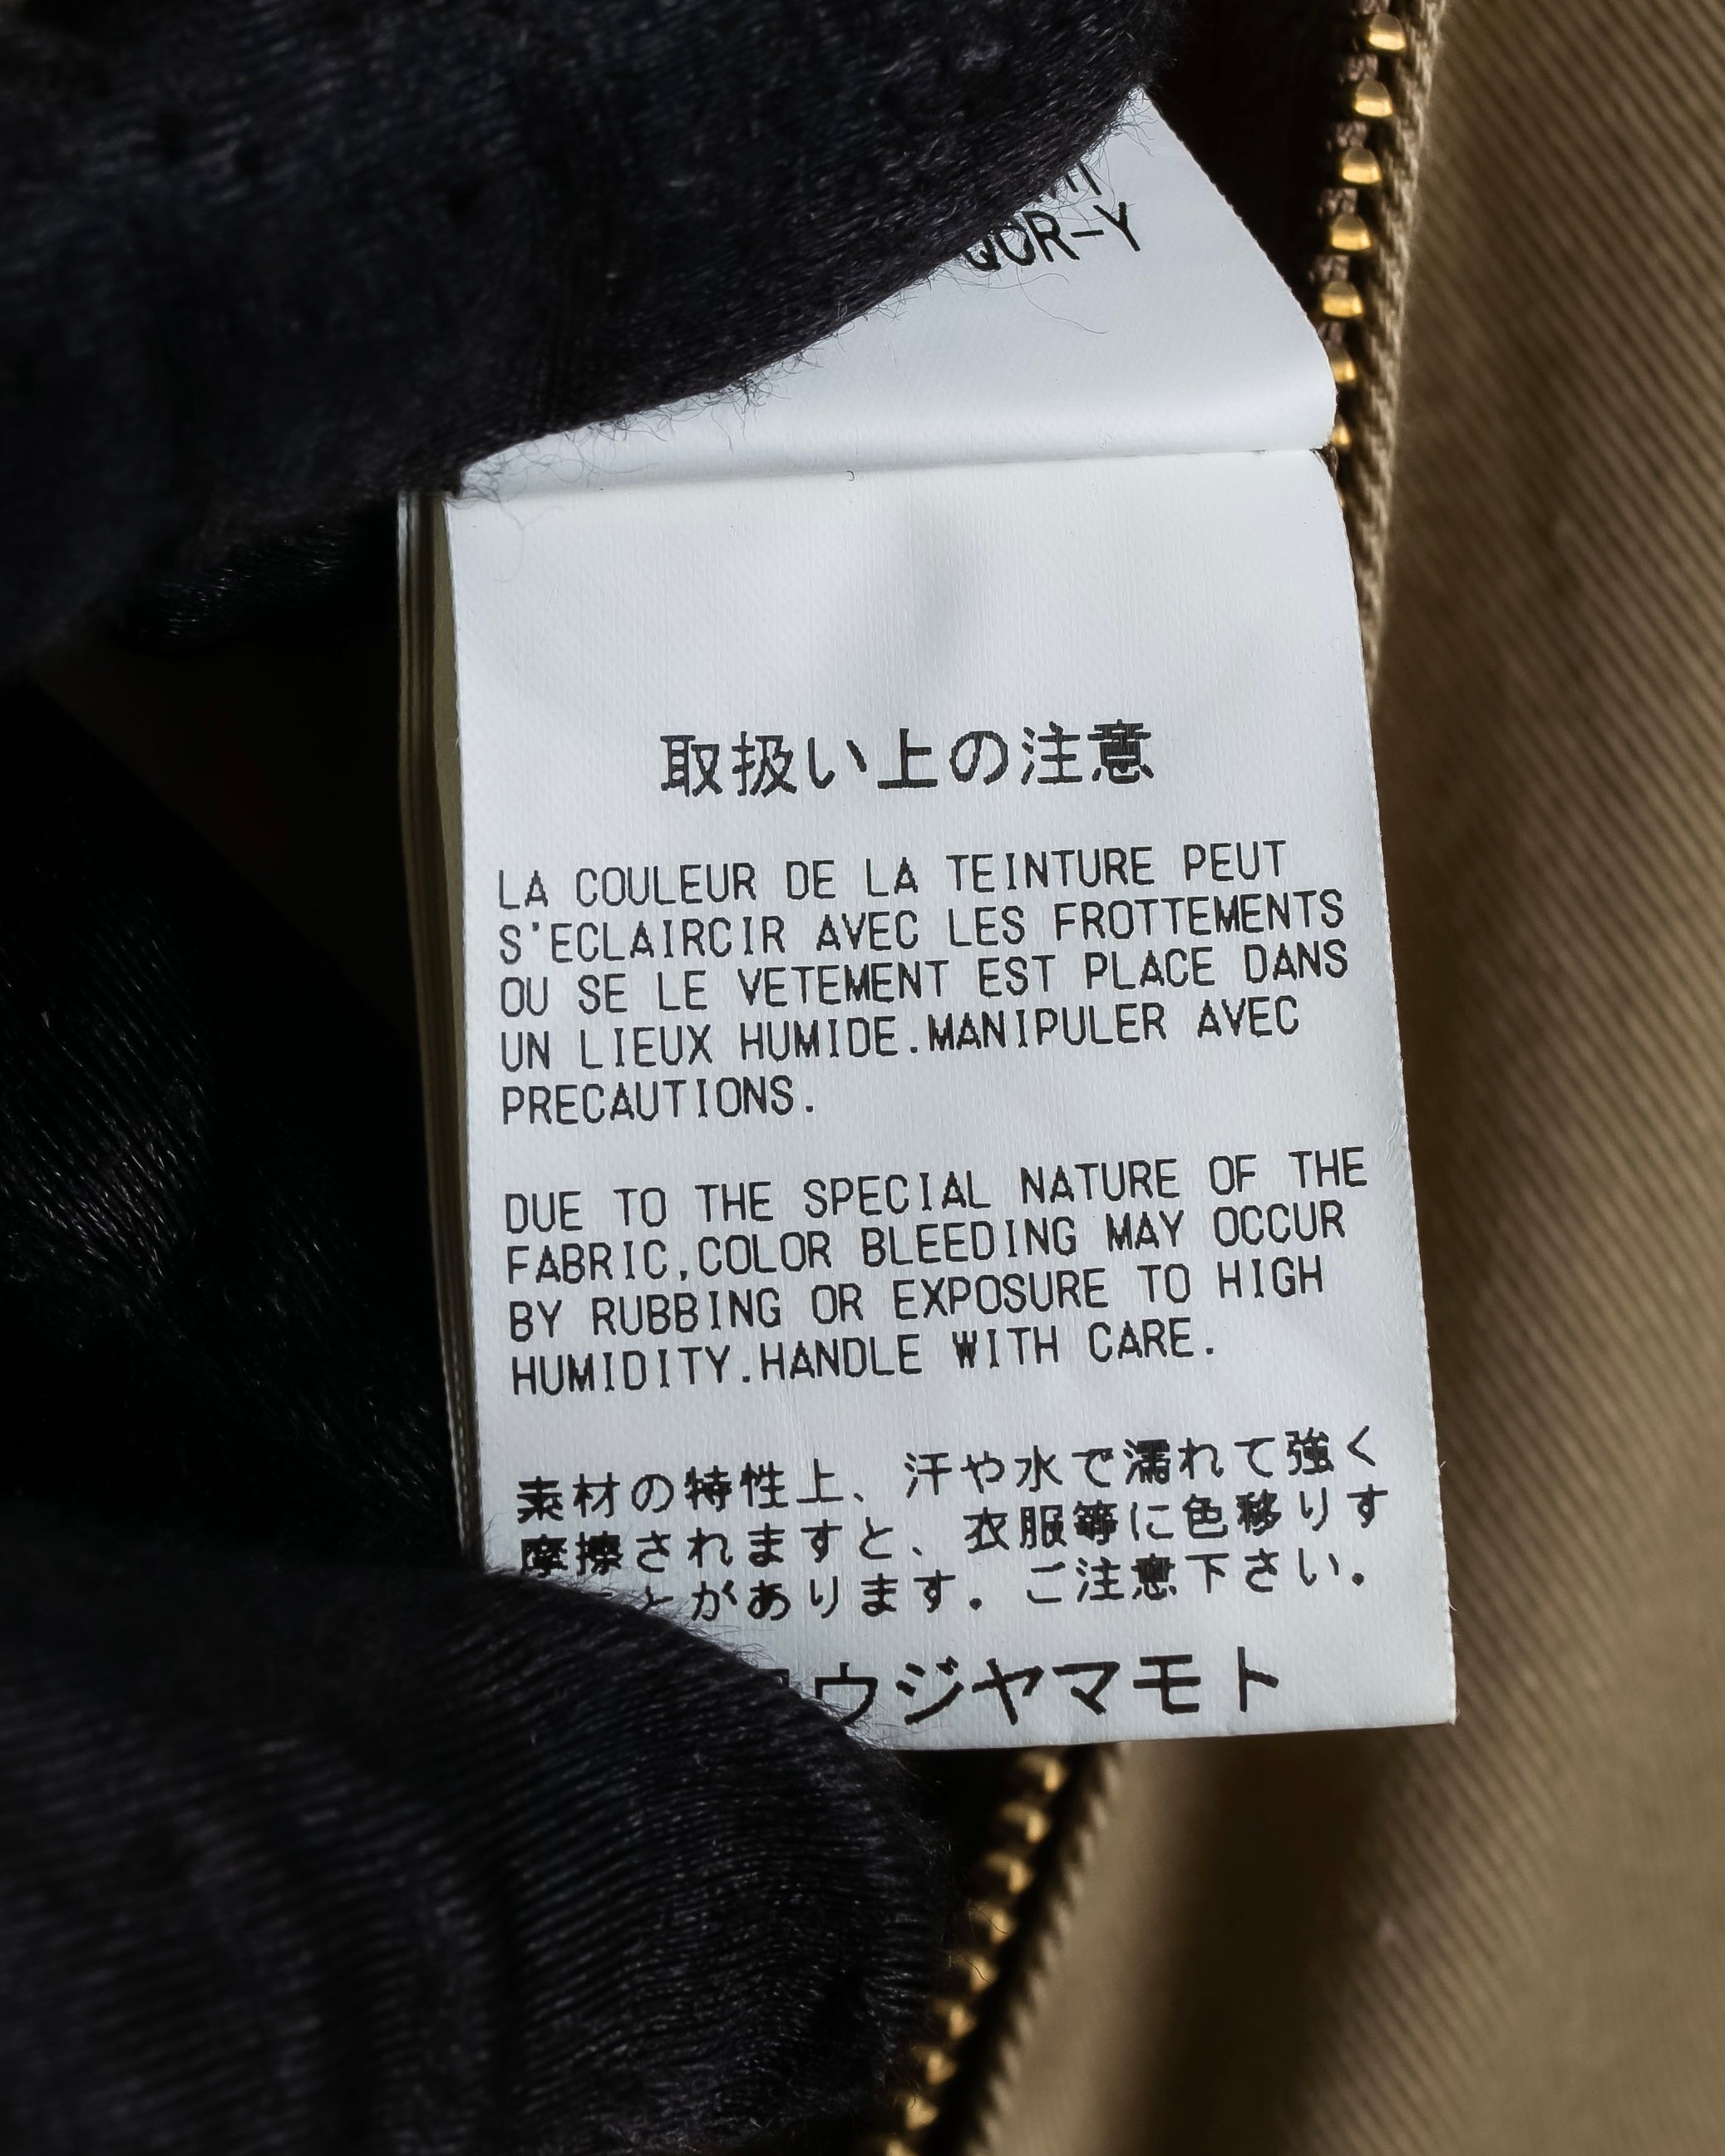 QCR-Y
取扱い上の注意
LA COULEUR DE LA TEINTURE PEUT
S'ECLAIRCIR AVEC LES FROTTEMENTS
OU SE LE VETEMENT EST PLACE DANS
UN LIEUX HUMIDE.MANIPULER AVEC
PRECAUTIONS.
DUE TO THE SPECIAL NATURE OF THE
FABRIC,COLOR BLEEDING MAY OCCUR
BY RUBBING OR EXPOSURE TO HIGH
HUMIDITY.HANDLE WITH CARE.
素材の特性上、汗や水で濡れて強く
摩擦されますと、衣服等に色移りす
とがあります。ご注意下さい。
ウジヤマモト